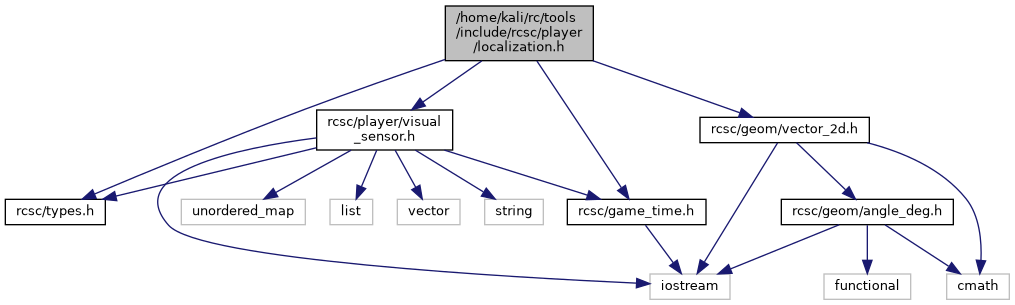 /home/kali/rc/tools
/include/rcsc/player
/localization.h
rcsc/player/visual
_sensor.h
rcsc/geom/vector_2d.h
rcsc/types.h
unordered_map
list
vector
string
rcsc/game_time.h
rcsc/geom/angle_deg.h
iostream
functional
cmath